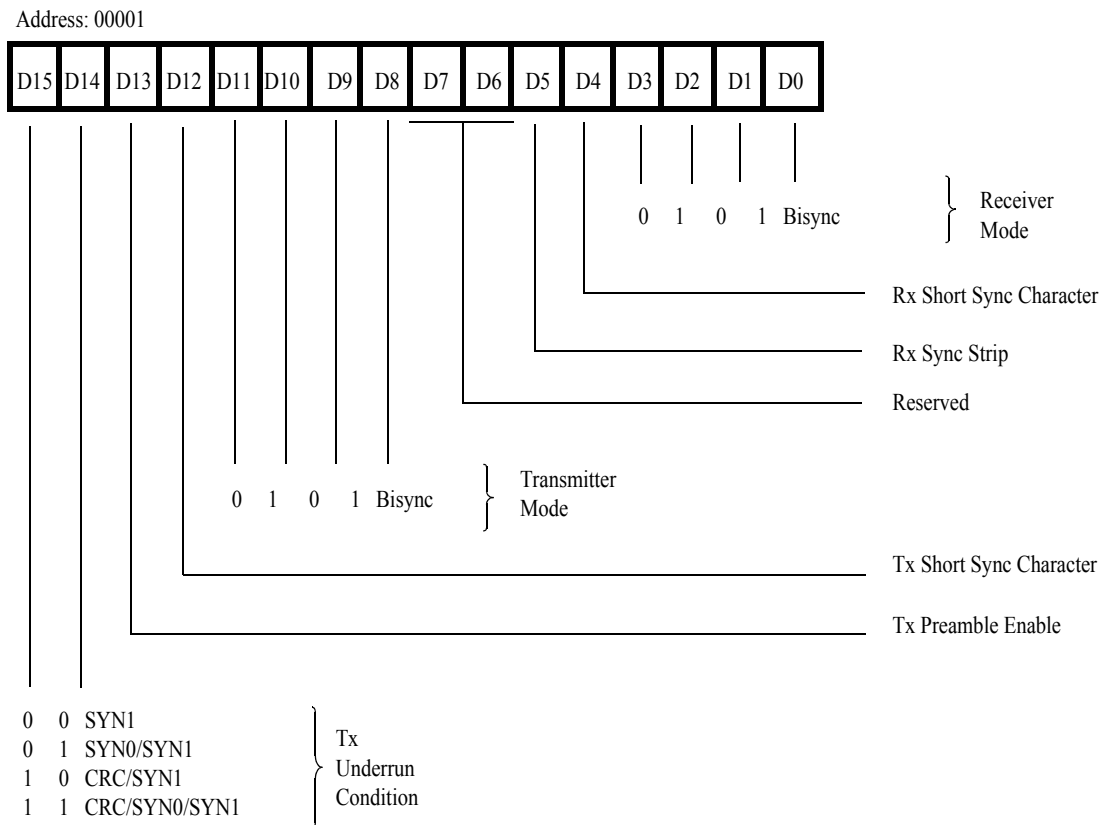 Address: 00001
D15 D14 D13 D12 D11 D10 D9 D8 D7 D6 D5 D4 D3 D2 D1 D0
0 1 0 1 Bisync
Receiver
Mode
Rx Short Sync Character
Rx Sync Strip
Reserved
0 1 0 1 Bisync
Transmitter
Mode
Tx Short Sync Character
Tx Preamble Enable
0 0 SYN1
0 1 SYN0/SYN1
1 0 CRC/SYN1
1 1 CRC/SYN0/SYN1
Tx
Underrun
Condition